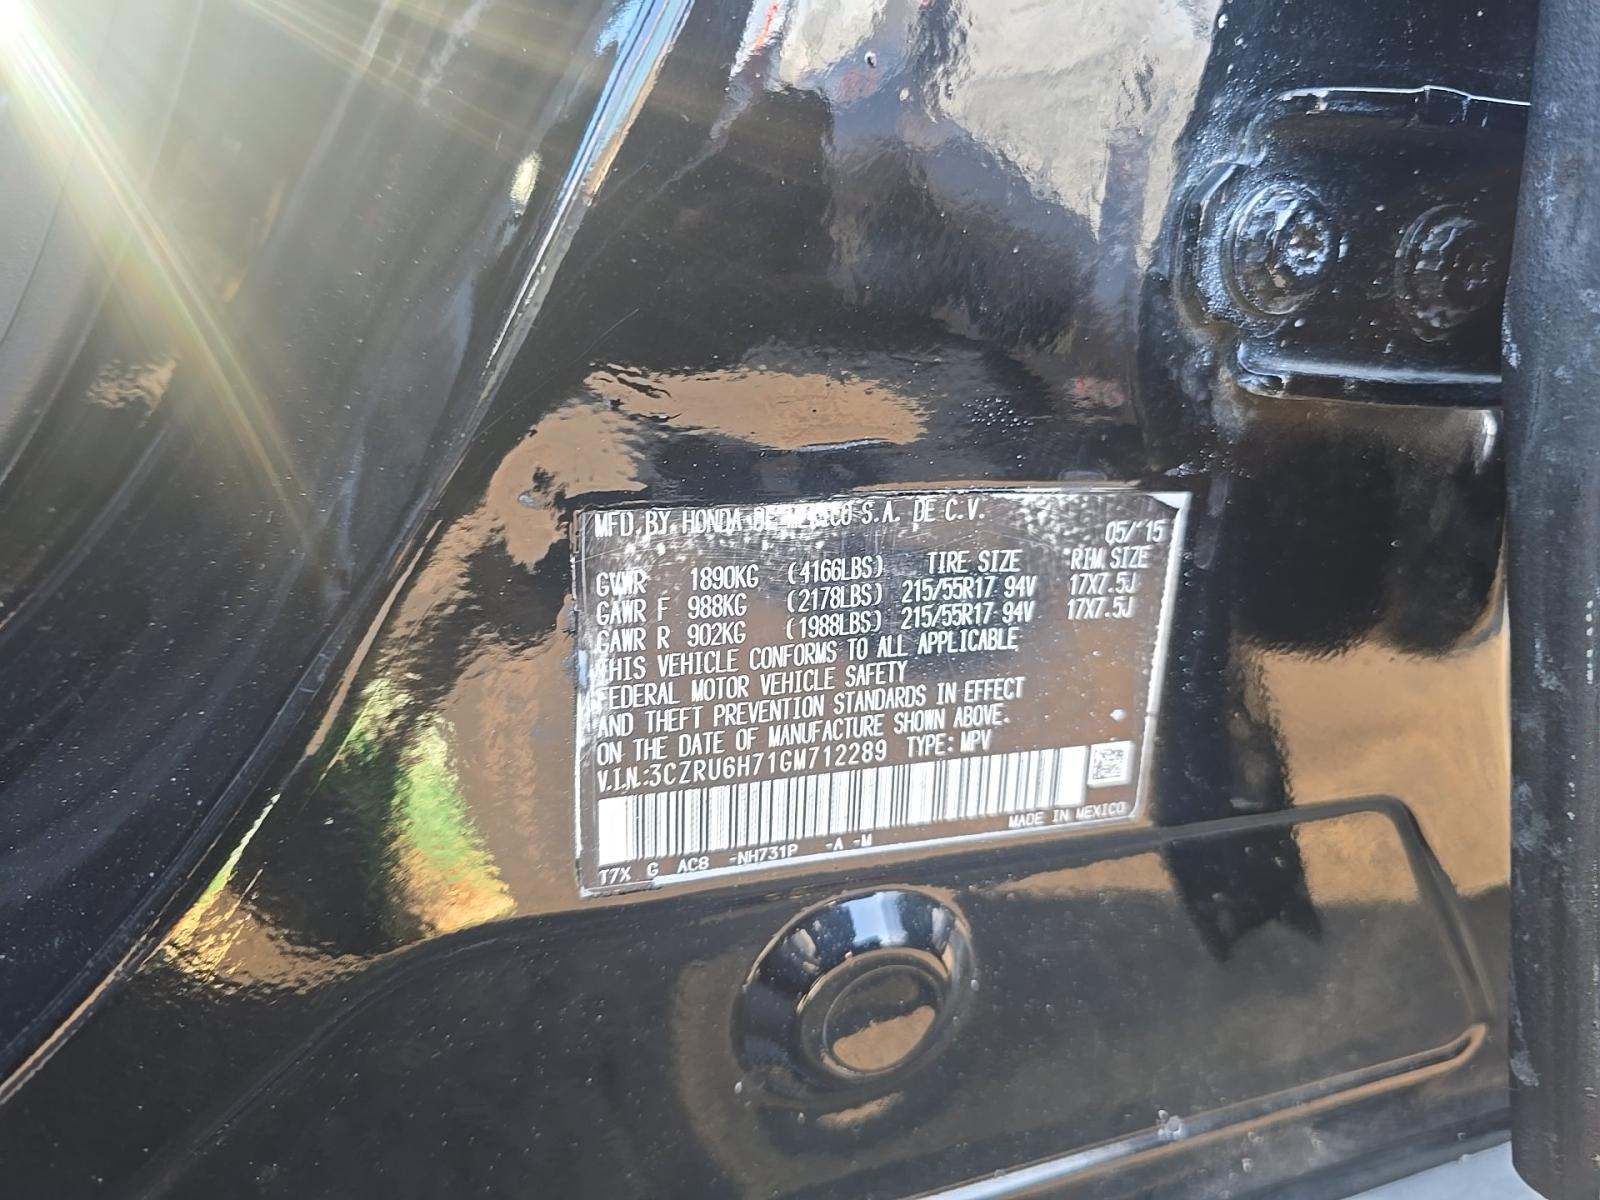 MFD. BY. HONDA DE MEXICO S.A. DE C.V.
05/'15
GVWR 1890KG (4166LBS) TIRE SIZE RIM SIZE
GAWR F 988KG (2178LBS) 215/55R17 94V 17X7.5J
GAWR R 902KG (1988LBS) 215/55R17 94V 17X7.5J
THIS VEHICLE CONFORMS TO ALL APPLICABLE
FEDERAL MOTOR VEHICLE SAFETY
AND THEFT PREVENTION STANDARDS IN EFFECT
ON THE DATE OF MANUFACTURE SHOWN ABOVE.
V.I.N.:3CZRU6H71GM712289 TYPE: MPV
MADE IN MEXICO
T7X G AC8 -NH731P -A -M